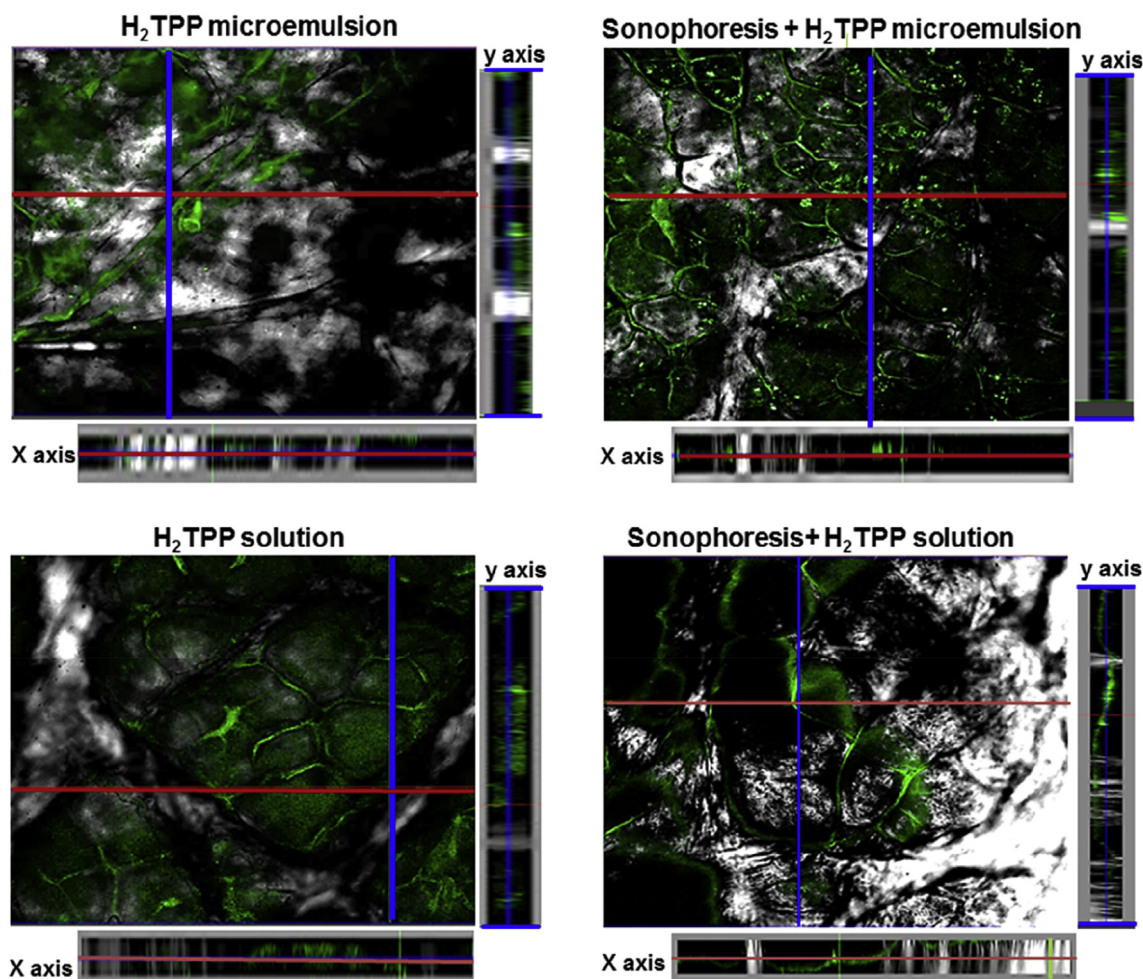 H₂TPP microemulsion
Sonophoresis + H₂TPP microemulsion
y axis
y axis
X axis
X axis
H₂TPP solution
Sonophoresis+ H₂TPP solution
y axis
y axis
X axis
X axis